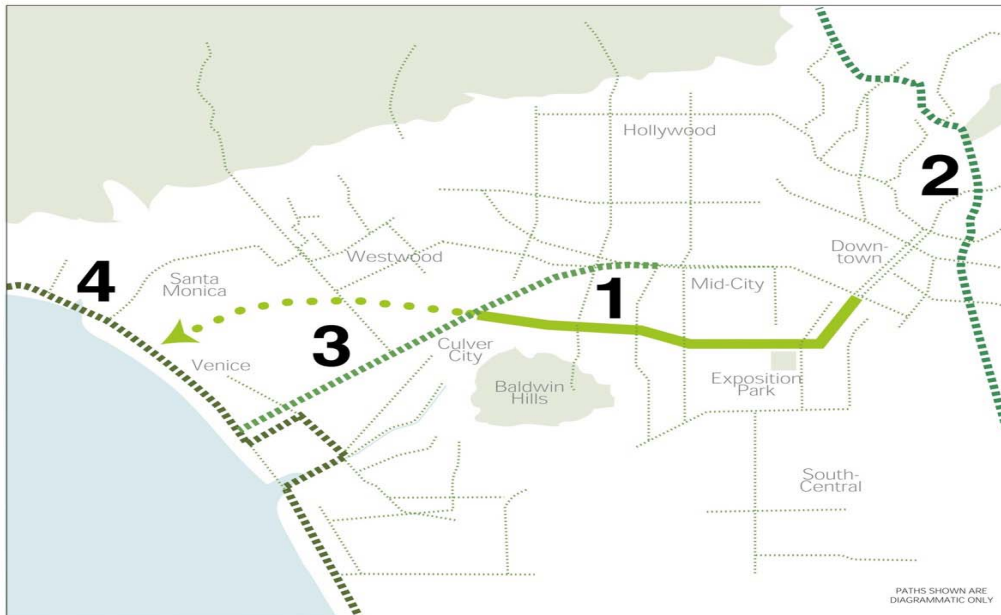 Hollywood
2
Down-
town
Westwood
4
Santa
Monica
1
Mid-City
3
Culver
City
Venice
Exposition
Park
Baldwin
Hills
South-
Central
PATHS SHOWN ARE
DIAGRAMMATIC ONLY